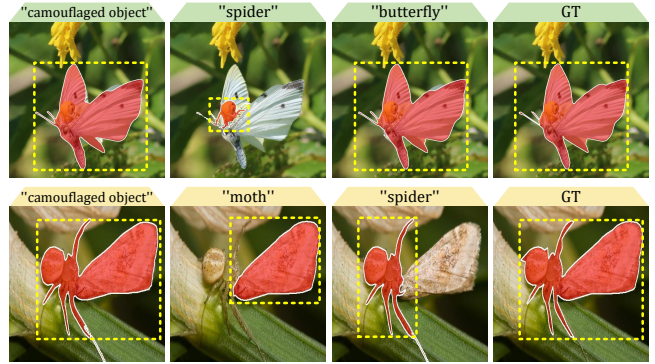 "camouflaged object"
"spider"
"butterfly"
GT
"camouflaged object"
"moth"
"spider"
GT